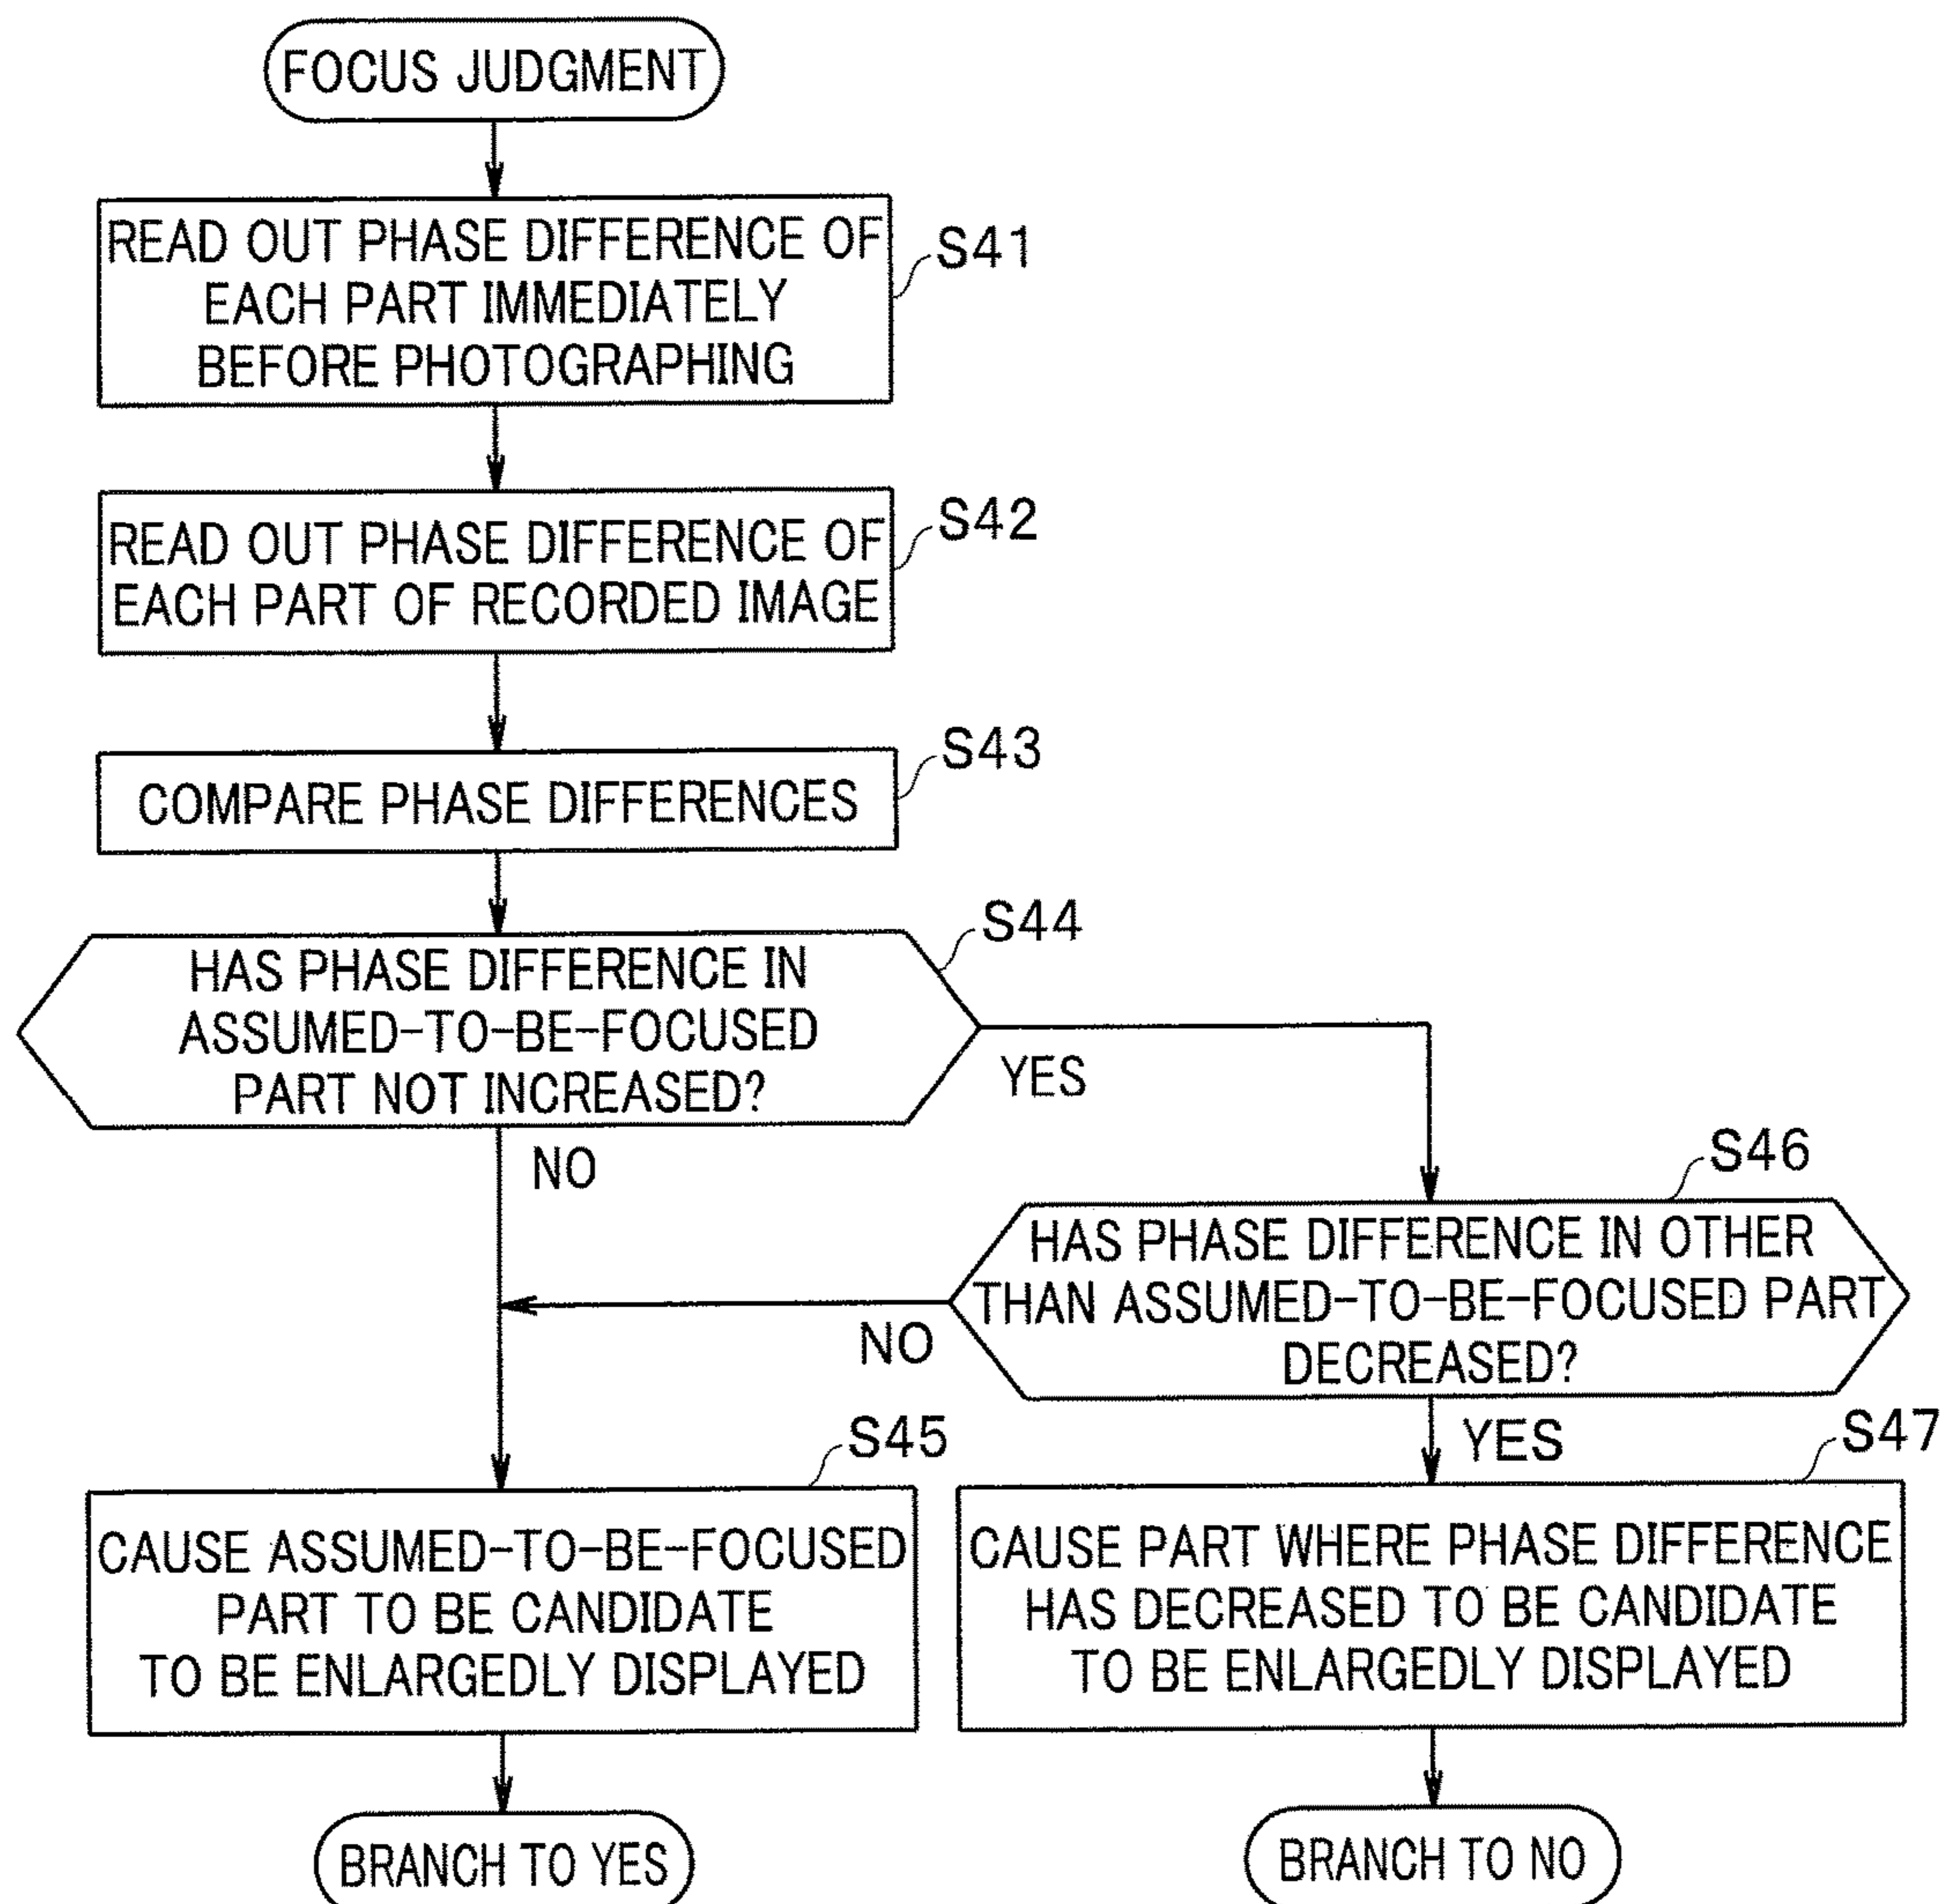 FOCUS JUDGMENT
READ OUT PHASE DIFFERENCE OF
EACH PART IMMEDIATELY
BEFORE PHOTOGRAPHING
S41
READ OUT PHASE DIFFERENCE OF
EACH PART OF RECORDED IMAGE
S42
COMPARE PHASE DIFFERENCES
S43
HAS PHASE DIFFERENCE IN
ASSUMED-TO-BE-FOCUSED
PART NOT INCREASED?
S44
YES
NO
S46
HAS PHASE DIFFERENCE IN OTHER
THAN ASSUMED-TO-BE-FOCUSED PART
DECREASED?
NO
YES
S45
CAUSE ASSUMED-TO-BE-FOCUSED
PART TO BE CANDIDATE
TO BE ENLARGEDLY DISPLAYED
S47
CAUSE PART WHERE PHASE DIFFERENCE
HAS DECREASED TO BE CANDIDATE
TO BE ENLARGEDLY DISPLAYED
BRANCH TO YES
BRANCH TO NO